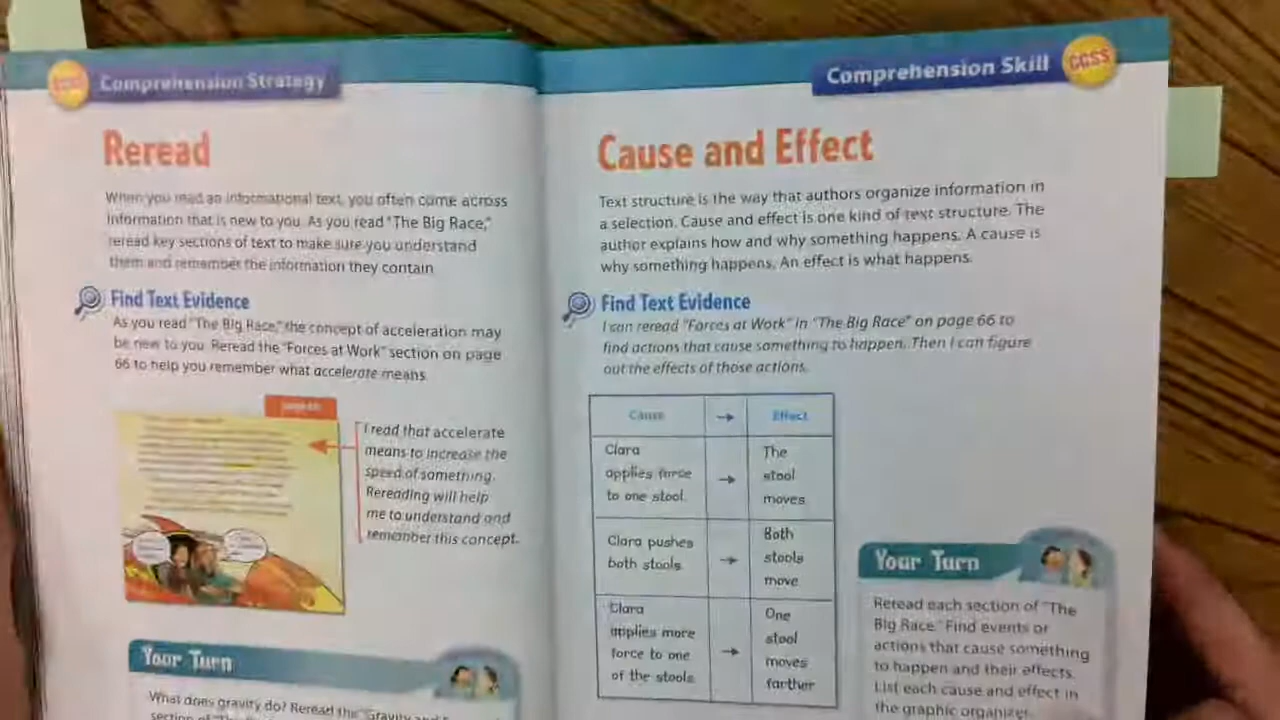 Comprehension Strategy
Reread
When you read an informational text, you often come across
information that is new to you. As you read "The Big Race,"
reread key sections of text to make sure you understand
them and remember the information they contain.
Find Text Evidence
As you read "The Big Race," the concept of acceleration may
be new to you. Reread the "Forces at Work" section on page
66 to help you remember what accelerate means.
I read that accelerate
means to increase the
speed of something.
Rereading will help
me to understand and
remember this concept.
Your Turn
What does gravity do? Reread the "Gravity and
section of "The
CCSS
Comprehension Skill
Cause and Effect
Text structure is the way that authors organize information in
a selection. Cause and effect is one kind of text structure. The
author explains how and why something happens. A cause is
why something happens. An effect is what happens.
Find Text Evidence
I can reread "Forces at Work" in "The Big Race" on page 66 to
find actions that cause something to happen. Then I can figure
out the effects of those actions.
Cause → Effect
Clara
applies force
to one stool.
→
The
stool
moves
Clara pushes
both stools.
→
Both
stools
move
Clara
applies more
force to one
of the stools
→
One
stool
moves
farther
Your Turn
Reread each section of "The
Big Race." Find events or
actions that cause something
to happen and their effects.
List each cause and effect in
the graphic organizer.